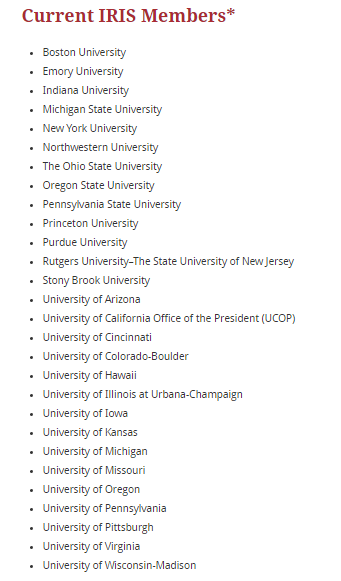 Current IRIS Members*
• Boston University
• Emory University
• Indiana University
• Michigan State University
• New York University
• Northwestern University
• The Ohio State University
• Oregon State University
• Pennsylvania State University
• Princeton University
• Purdue University
• Rutgers University–The State University of New Jersey
• Stony Brook University
• University of Arizona
• University of California Office of the President (UCOP)
• University of Cincinnati
• University of Colorado-Boulder
• University of Hawaii
• University of Illinois at Urbana-Champaign
• University of Iowa
• University of Kansas
• University of Michigan
• University of Missouri
• University of Oregon
• University of Pennsylvania
• University of Pittsburgh
• University of Virginia
• University of Wisconsin-Madison